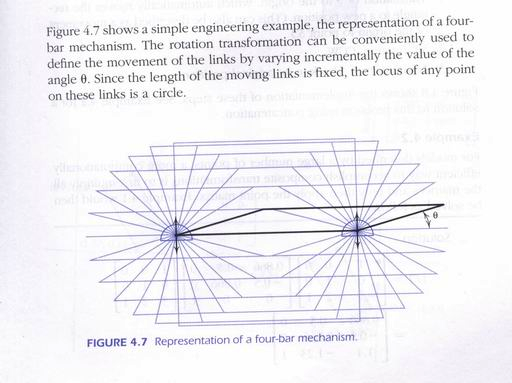 Figure 4.7 shows a simple engineering example, the representation of a four-
bar mechanism. The rotation transformation can be conveniently used to
define the movement of the links by varying incrementally the value of the
angle θ. Since the length of the moving links is fixed, the locus of any point
on these links is a circle.
θ
FIGURE 4.7 Representation of a four-bar mechanism.